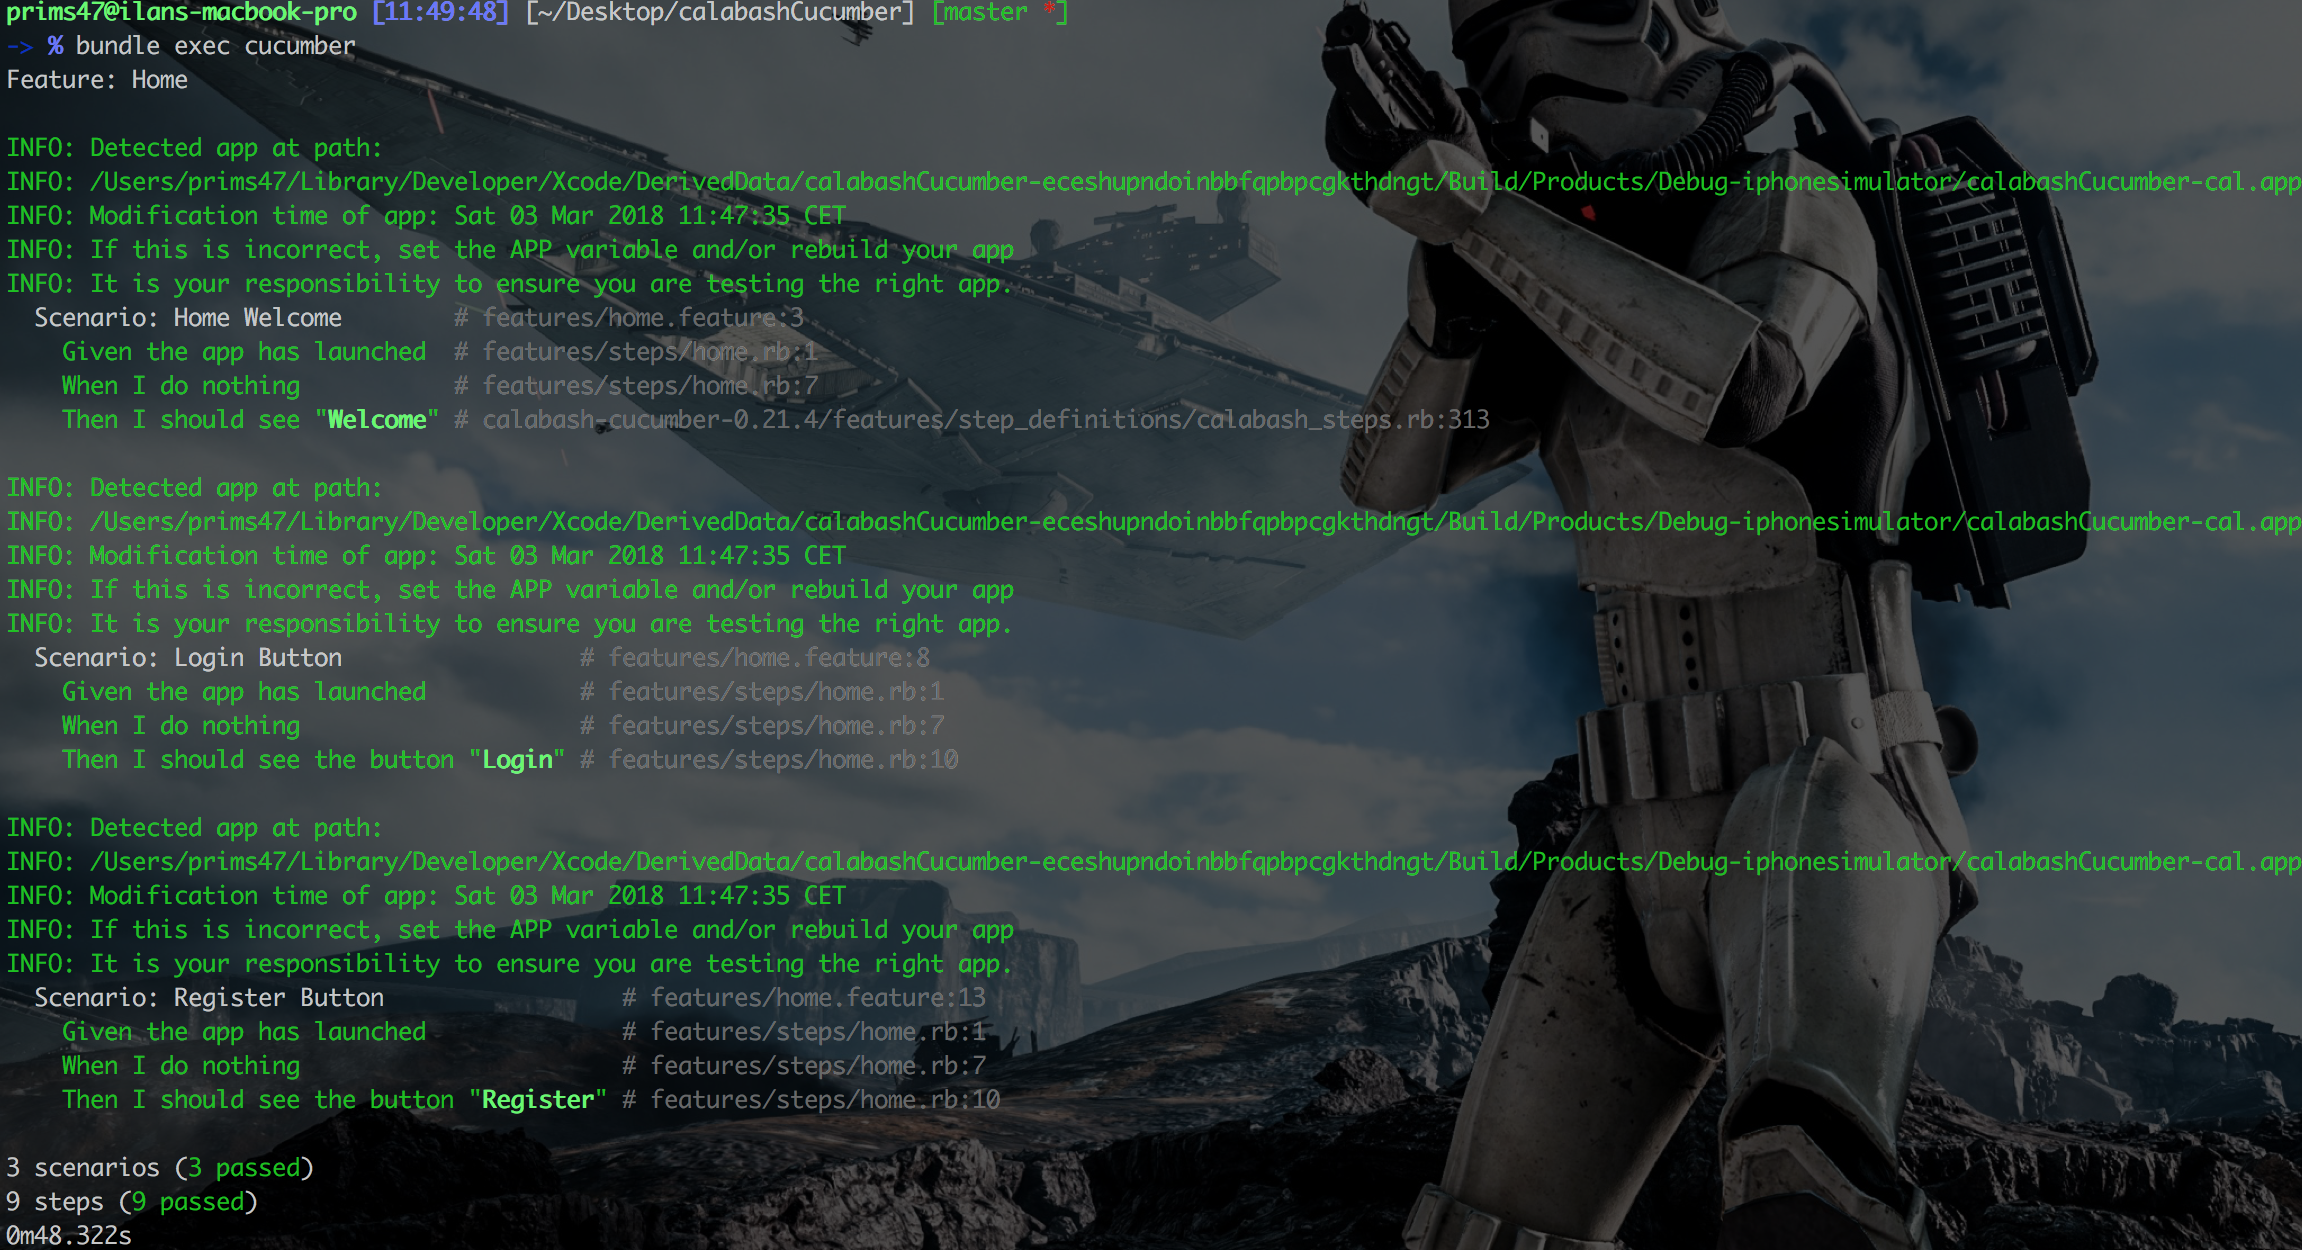 prims47@ilans-macbook-pro [11:49:48] [~/Desktop/calabashCucumber] [master *]
-> % bundle exec cucumber
Feature: Home
INFO: Detected app at path:
INFO: /Users/prims47/Library/Developer/Xcode/DerivedData/calabashCucumber-eceshupndoinbbfqpbpcgkthdngt/Build/Products/Debug-iphonesimulator/calabashCucumber-cal.app
INFO: Modification time of app: Sat 03 Mar 2018 11:47:35 CET
INFO: If this is incorrect, set the APP variable and/or rebuild your app
INFO: It is your responsibility to ensure you are testing the right app.
Scenario: Home Welcome # features/home.feature:3
Given the app has launched # features/steps/home.rb:1
When I do nothing # features/steps/home.rb:7
Then I should see "Welcome" # calabash-cucumber-0.21.4/features/step_definitions/calabash_steps.rb:313
INFO: Detected app at path:
INFO: /Users/prims47/Library/Developer/Xcode/DerivedData/calabashCucumber-eceshupndoinbbfqpbpcgkthdngt/Build/Products/Debug-iphonesimulator/calabashCucumber-cal.app
INFO: Modification time of app: Sat 03 Mar 2018 11:47:35 CET
INFO: If this is incorrect, set the APP variable and/or rebuild your app
INFO: It is your responsibility to ensure you are testing the right app.
Scenario: Login Button # features/home.feature:8
Given the app has launched # features/steps/home.rb:1
When I do nothing # features/steps/home.rb:7
Then I should see the button "Login" # features/steps/home.rb:10
INFO: Detected app at path:
INFO: /Users/prims47/Library/Developer/Xcode/DerivedData/calabashCucumber-eceshupndoinbbfqpbpcgkthdngt/Build/Products/Debug-iphonesimulator/calabashCucumber-cal.app
INFO: Modification time of app: Sat 03 Mar 2018 11:47:35 CET
INFO: If this is incorrect, set the APP variable and/or rebuild your app
INFO: It is your responsibility to ensure you are testing the right app.
Scenario: Register Button # features/home.feature:13
Given the app has launched # features/steps/home.rb:1
When I do nothing # features/steps/home.rb:7
Then I should see the button "Register" # features/steps/home.rb:10
3 scenarios (3 passed)
9 steps (9 passed)
0m48.322s